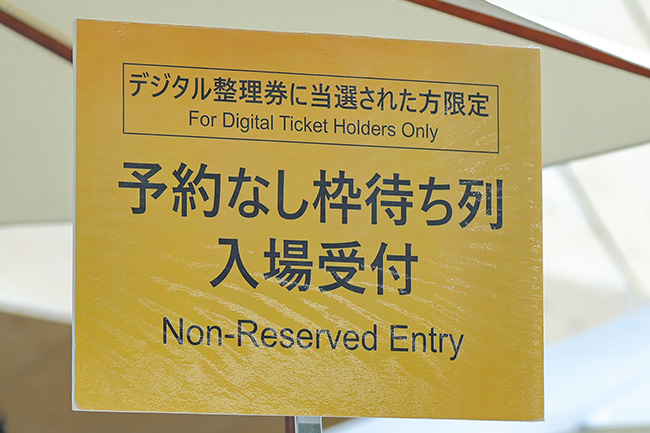 デジタル整理券に当選された方限定
For Digital Ticket Holders Only
予約なし枠待ち列
入場受付
Non-Reserved Entry